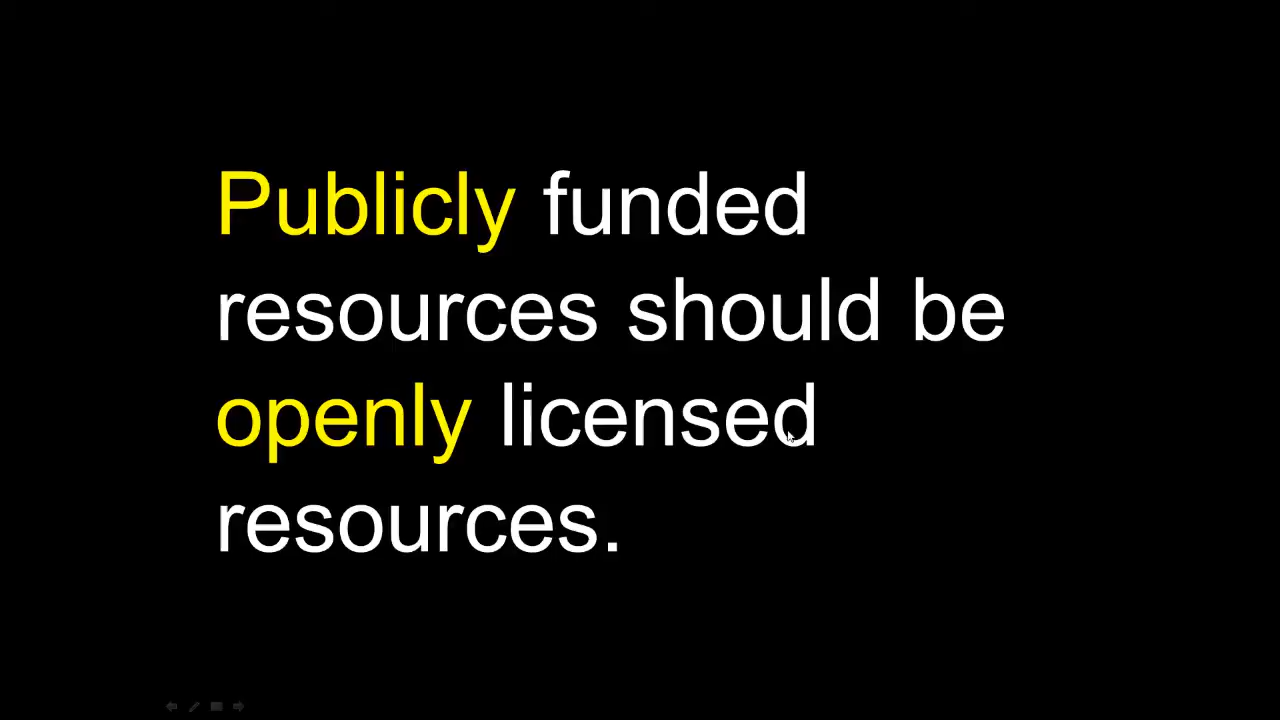 Publicly funded
resources should be
openly licensed
resources.